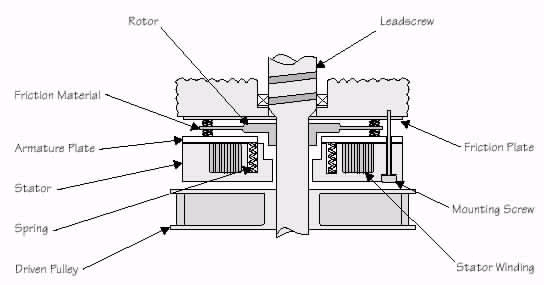 Rotor
Leadscrew
Friction Material
Armature Plate
Friction Plate
Stator
Mounting Screw
Spring
Driven Pulley
Stator Winding